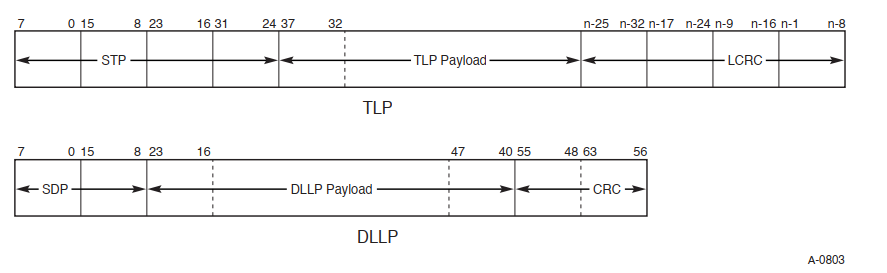 7 0 15 8 23 16 31 24 37 32 n-25 n-32 n-17 n-24 n-9 n-16 n-1 n-8
STP TLP Payload LCRC
TLP
7 0 15 8 23 16 47 40 55 48 63 56
SDP DLLP Payload CRC
DLLP
A-0803